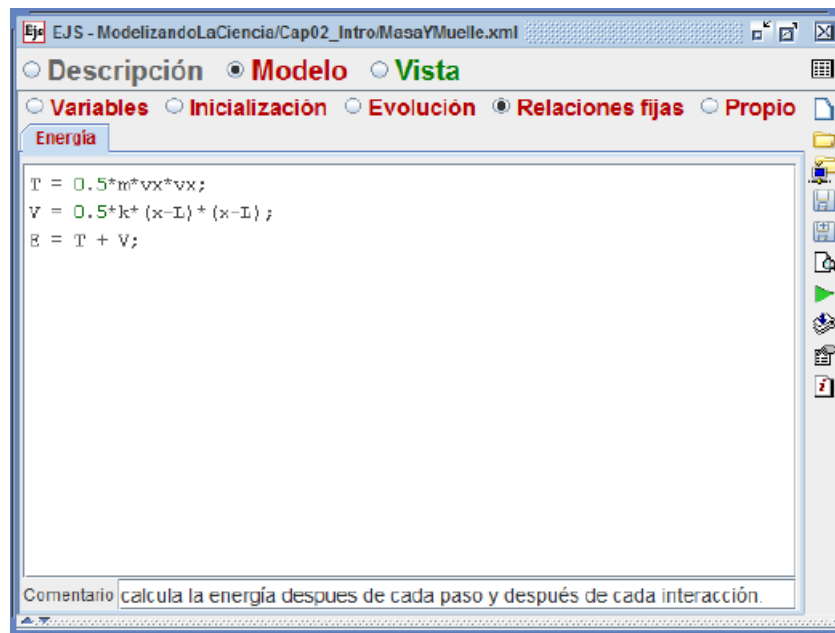 Ejs EJS - ModelizandoLaCiencia/Cap02_Intro/MasaYMuelle.xml
Descripción Modelo Vista
Variables Inicialización Evolución Relaciones fijas Propio
Energía
T = 0.5*m*vx*vx;
V = 0.5*k*(x-L)*(x-L);
E = T + V;
Comentario calcula la energía despues de cada paso y después de cada interacción.